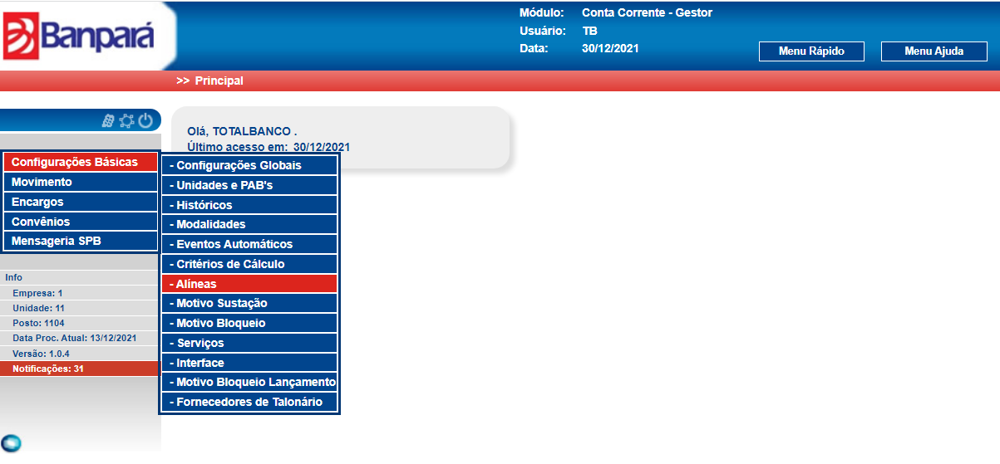 Banpará
Módulo: Conta Corrente - Gestor
Usuário: TB
Data: 30/12/2021
Menu Rápido
Menu Ajuda
>> Principal
Olá, TOTALBANCO .
Último acesso em: 30/12/2021
Configurações Básicas
Movimento
Encargos
Convênios
Mensageria SPB
- Configurações Globais
- Unidades e PAB's
- Históricos
- Modalidades
- Eventos Automáticos
- Critérios de Cálculo
- Alíneas
- Motivo Sustação
- Motivo Bloqueio
- Serviços
- Interface
- Motivo Bloqueio Lançamento
- Fornecedores de Talonário
Info
Empresa: 1
Unidade: 11
Posto: 1104
Data Proc. Atual: 13/12/2021
Versão: 1.0.4
Notificações: 31